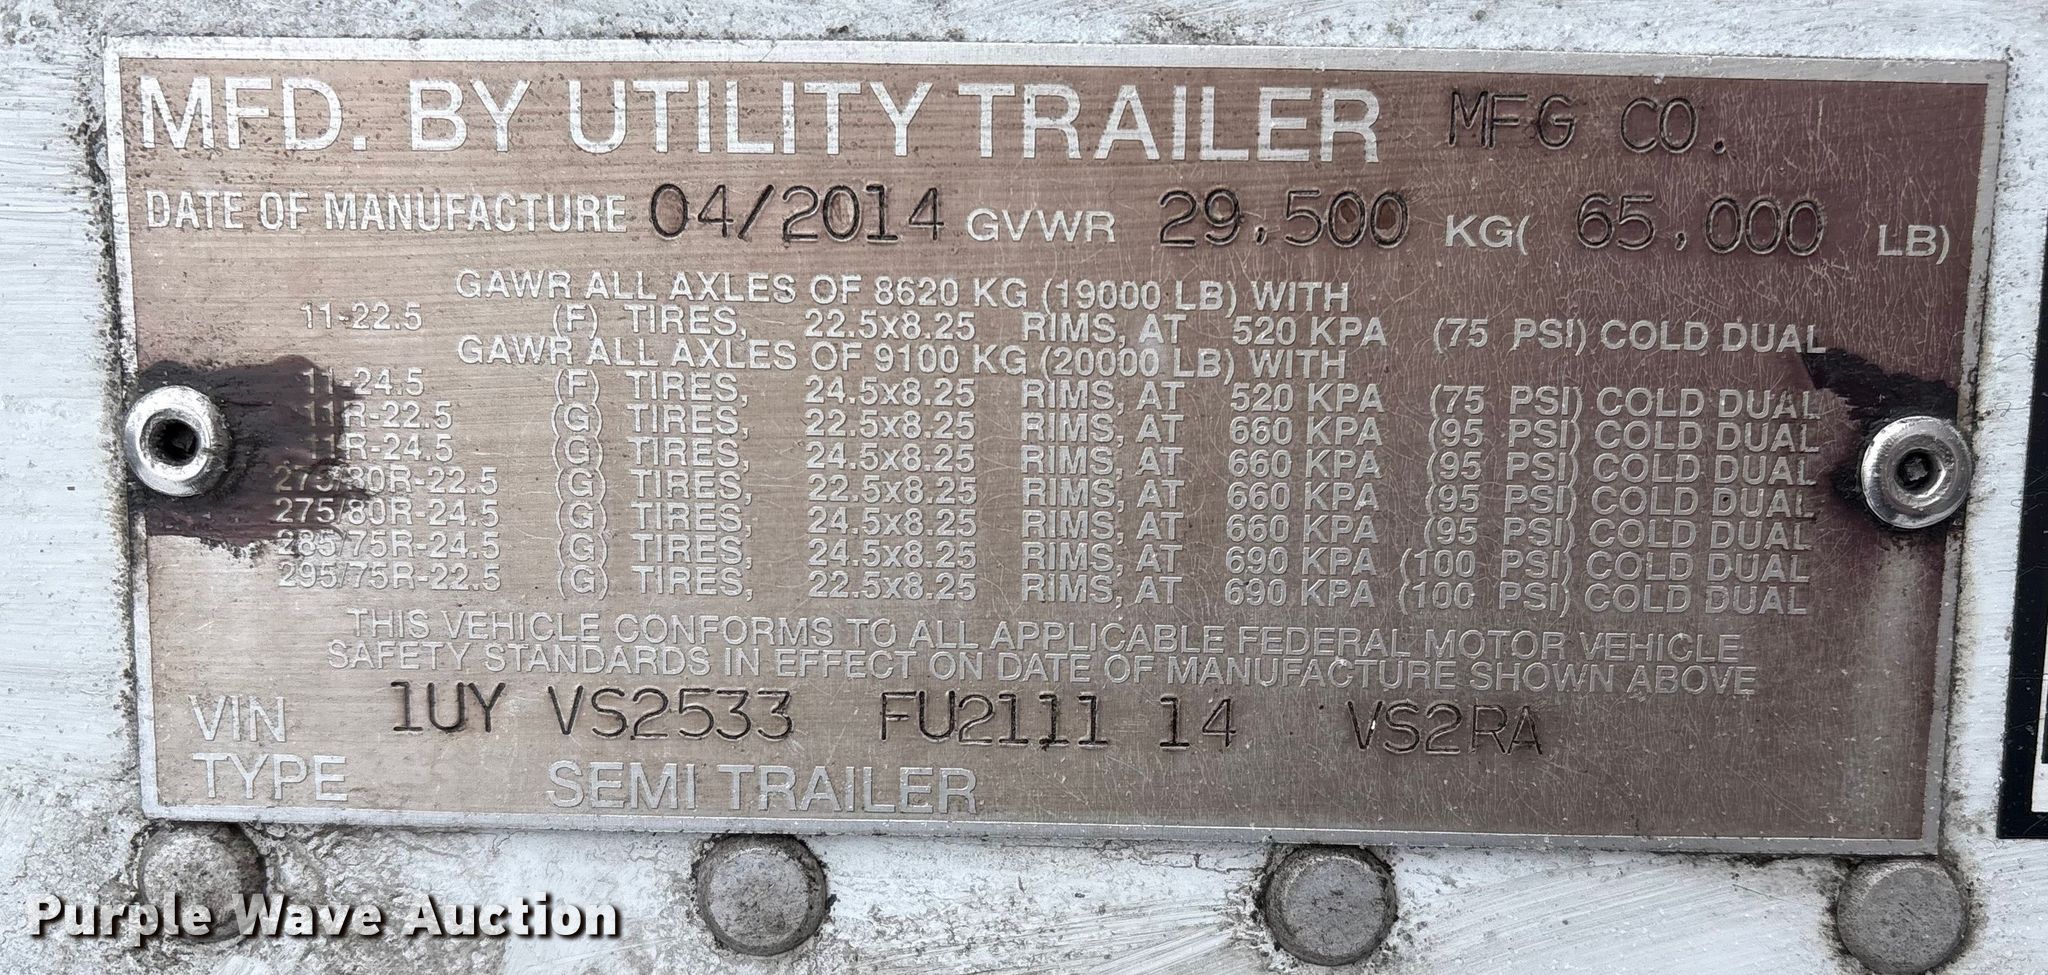 MFD. BY UTILITY TRAILER MFG CO.
DATE OF MANUFACTURE 04/2014 GVWR 29,500 KG( 65,000 LB)
GAWR ALL AXLES OF 8620 KG (19000 LB) WITH
11-22.5 (F) TIRES, 22.5x8.25 RIMS, AT 520 KPA (75 PSI) COLD DUAL
GAWR ALL AXLES OF 9100 KG (20000 LB) WITH
11-24.5 (F) TIRES, 24.5x8.25 RIMS, AT 520 KPA (75 PSI) COLD DUAL
11R-22.5 (G) TIRES, 22.5x8.25 RIMS, AT 660 KPA (95 PSI) COLD DUAL
11R-24.5 (G) TIRES, 24.5x8.25 RIMS, AT 660 KPA (95 PSI) COLD DUAL
275/80R-22.5 (G) TIRES, 22.5x8.25 RIMS, AT 660 KPA (95 PSI) COLD DUAL
275/80R-24.5 (G) TIRES, 24.5x8.25 RIMS, AT 660 KPA (95 PSI) COLD DUAL
285/75R-24.5 (G) TIRES, 24.5x8.25 RIMS, AT 690 KPA (100 PSI) COLD DUAL
295/75R-22.5 (G) TIRES, 22.5x8.25 RIMS, AT 690 KPA (100 PSI) COLD DUAL
THIS VEHICLE CONFORMS TO ALL APPLICABLE FEDERAL MOTOR VEHICLE
SAFETY STANDARDS IN EFFECT ON DATE OF MANUFACTURE SHOWN ABOVE
VIN 1UY VS2533 FU2111 14 VS2RA
TYPE SEMI TRAILER
Purple Wave Auction